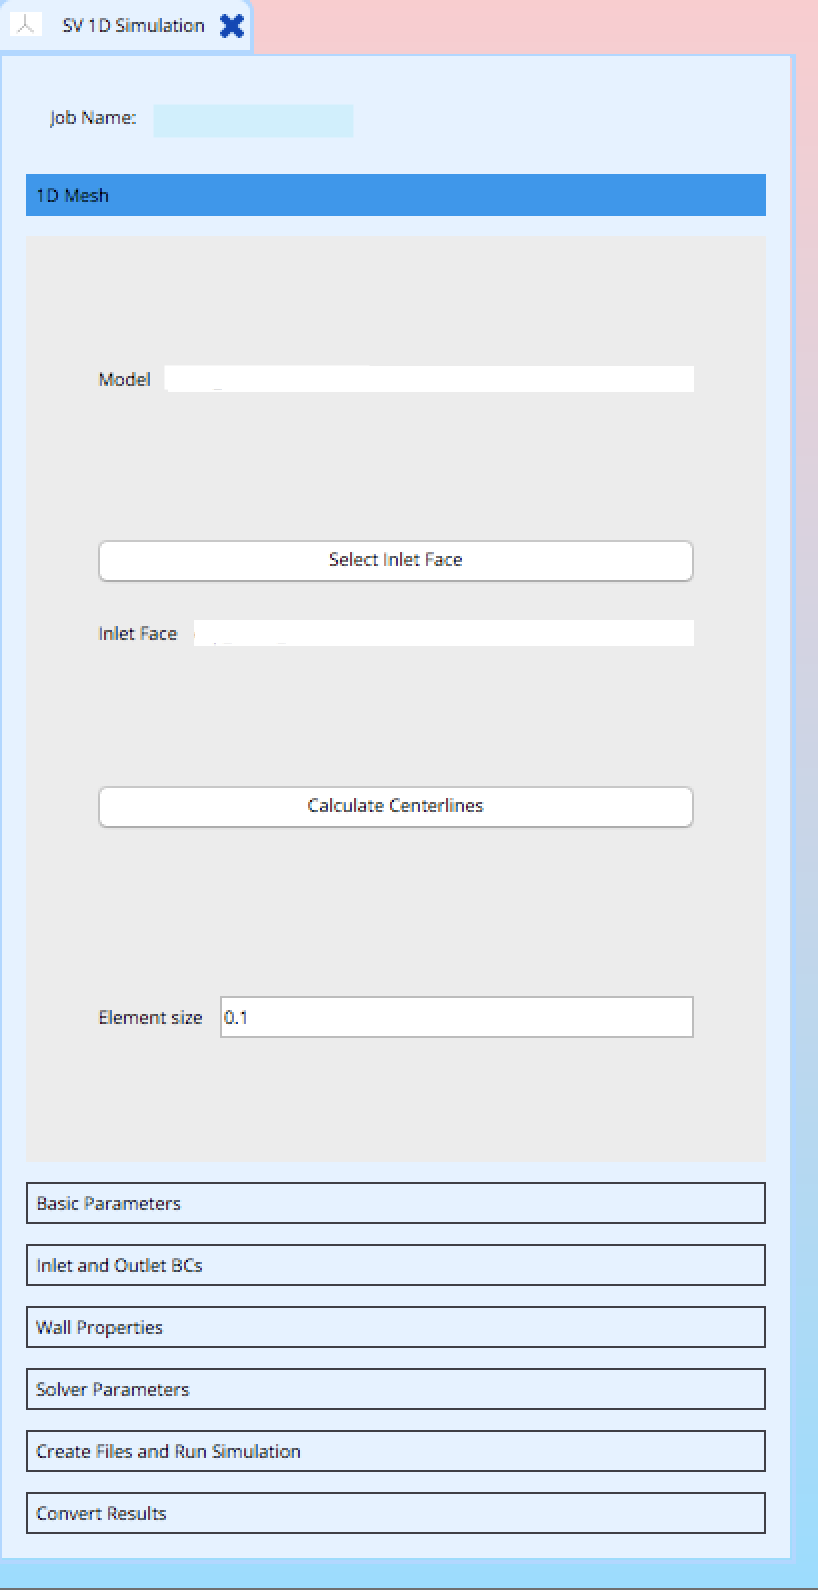 SV 1D Simulation
Job Name:
1D Mesh
Model
Select Inlet Face
Inlet Face
Calculate Centerlines
Element size 0.1
Basic Parameters
Inlet and Outlet BCs
Wall Properties
Solver Parameters
Create Files and Run Simulation
Convert Results